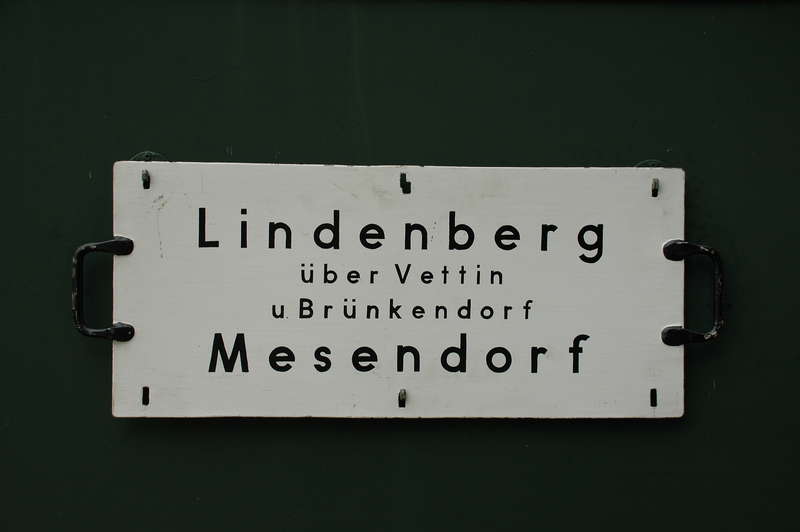 Lindenberg
über Vettin
u. Brünkendorf
Mesendorf